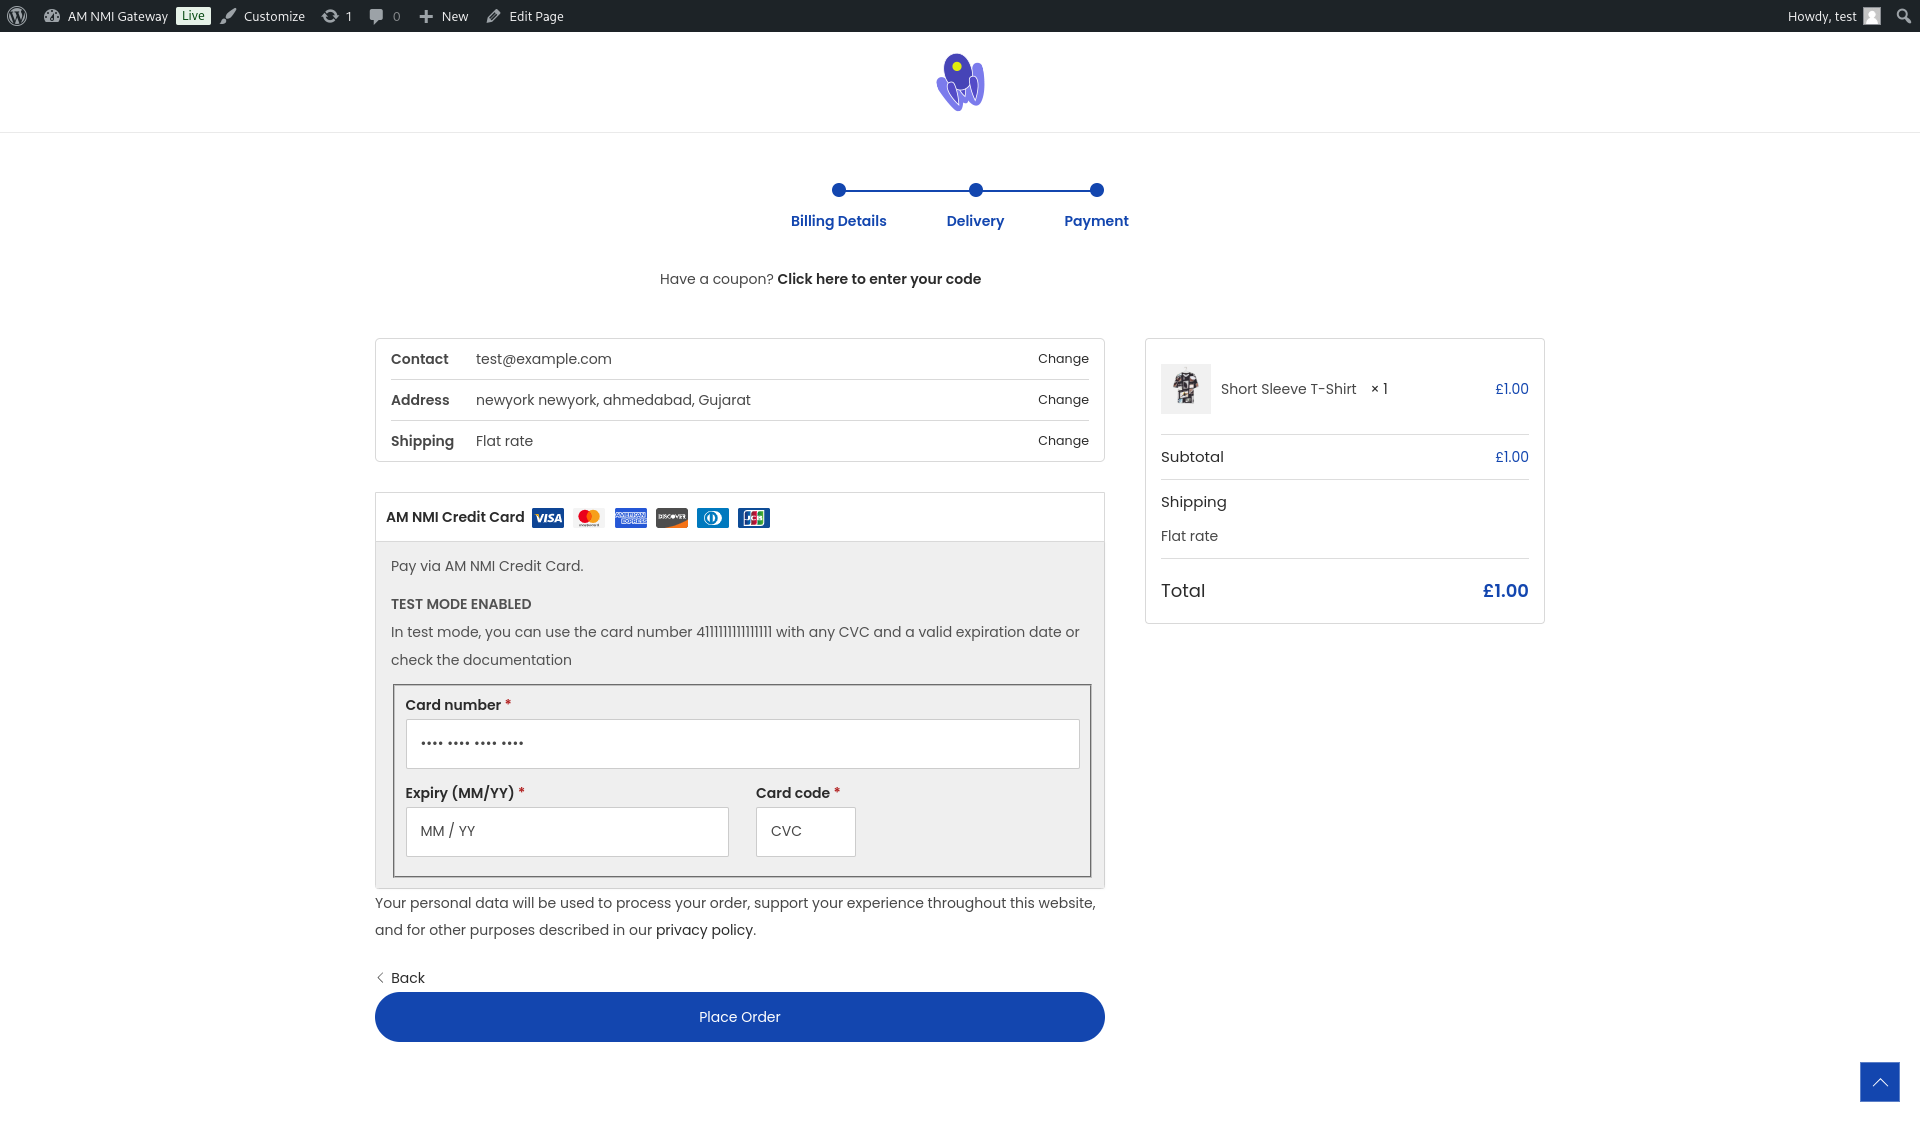 AM NMI Gateway Live Customize 1 0 New Edit Page Howdy, test
Billing Details Delivery Payment
Have a coupon? Click here to enter your code
Contact test@example.com Change
Address newyork newyork, ahmedabad, Gujarat Change
Shipping Flat rate Change
AM NMI Credit Card VISA mastercard AMERICAN EXPRESS DISCOVER JCB
Pay via AM NMI Credit Card.
TEST MODE ENABLED
In test mode, you can use the card number 4111111111111111 with any CVC and a valid expiration date or
check the documentation
Card number *
•••• •••• •••• ••••
Expiry (MM/YY) * Card code *
MM / YY CVC
Your personal data will be used to process your order, support your experience throughout this website,
and for other purposes described in our privacy policy.
Back
Place Order
Short Sleeve T-Shirt × 1 £1.00
Subtotal £1.00
Shipping
Flat rate
Total £1.00